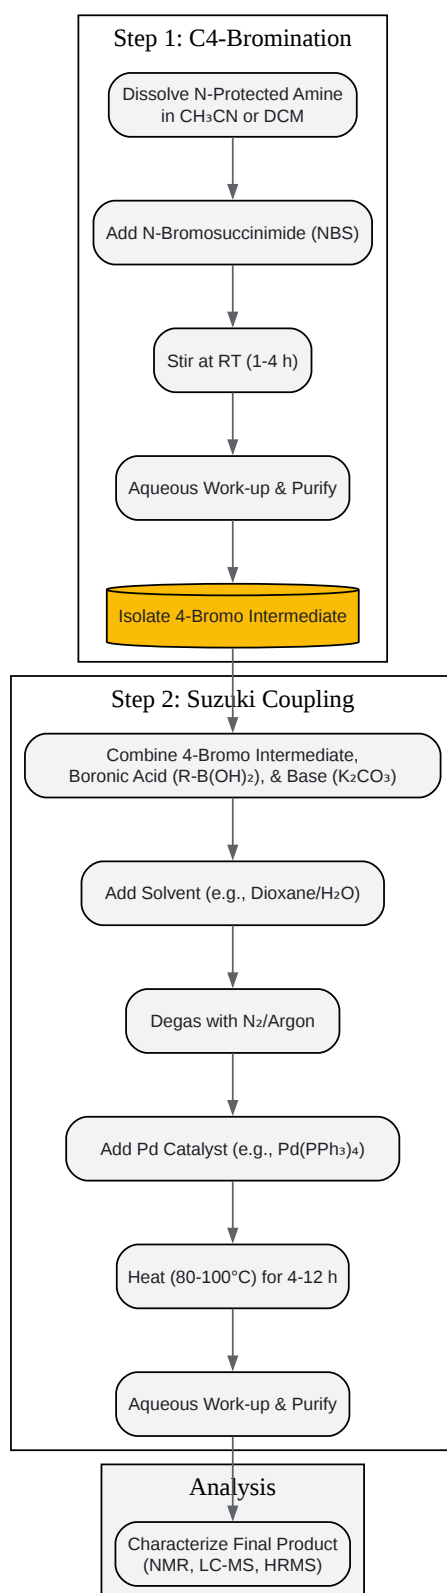 Step 1: C4-Bromination
Dissolve N-Protected Amine
in CH₃CN or DCM
Add N-Bromosuccinimide (NBS)
Stir at RT (1-4 h)
Aqueous Work-up & Purify
Isolate 4-Bromo Intermediate
Step 2: Suzuki Coupling
Combine 4-Bromo Intermediate,
Boronic Acid (R-B(OH)₂), & Base (K₂CO₃)
Add Solvent (e.g., Dioxane/H₂O)
Degas with N₂/Argon
Add Pd Catalyst (e.g., Pd(PPh₃)₄)
Heat (80-100°C) for 4-12 h
Aqueous Work-up & Purify
Analysis
Characterize Final Product
(NMR, LC-MS, HRMS)